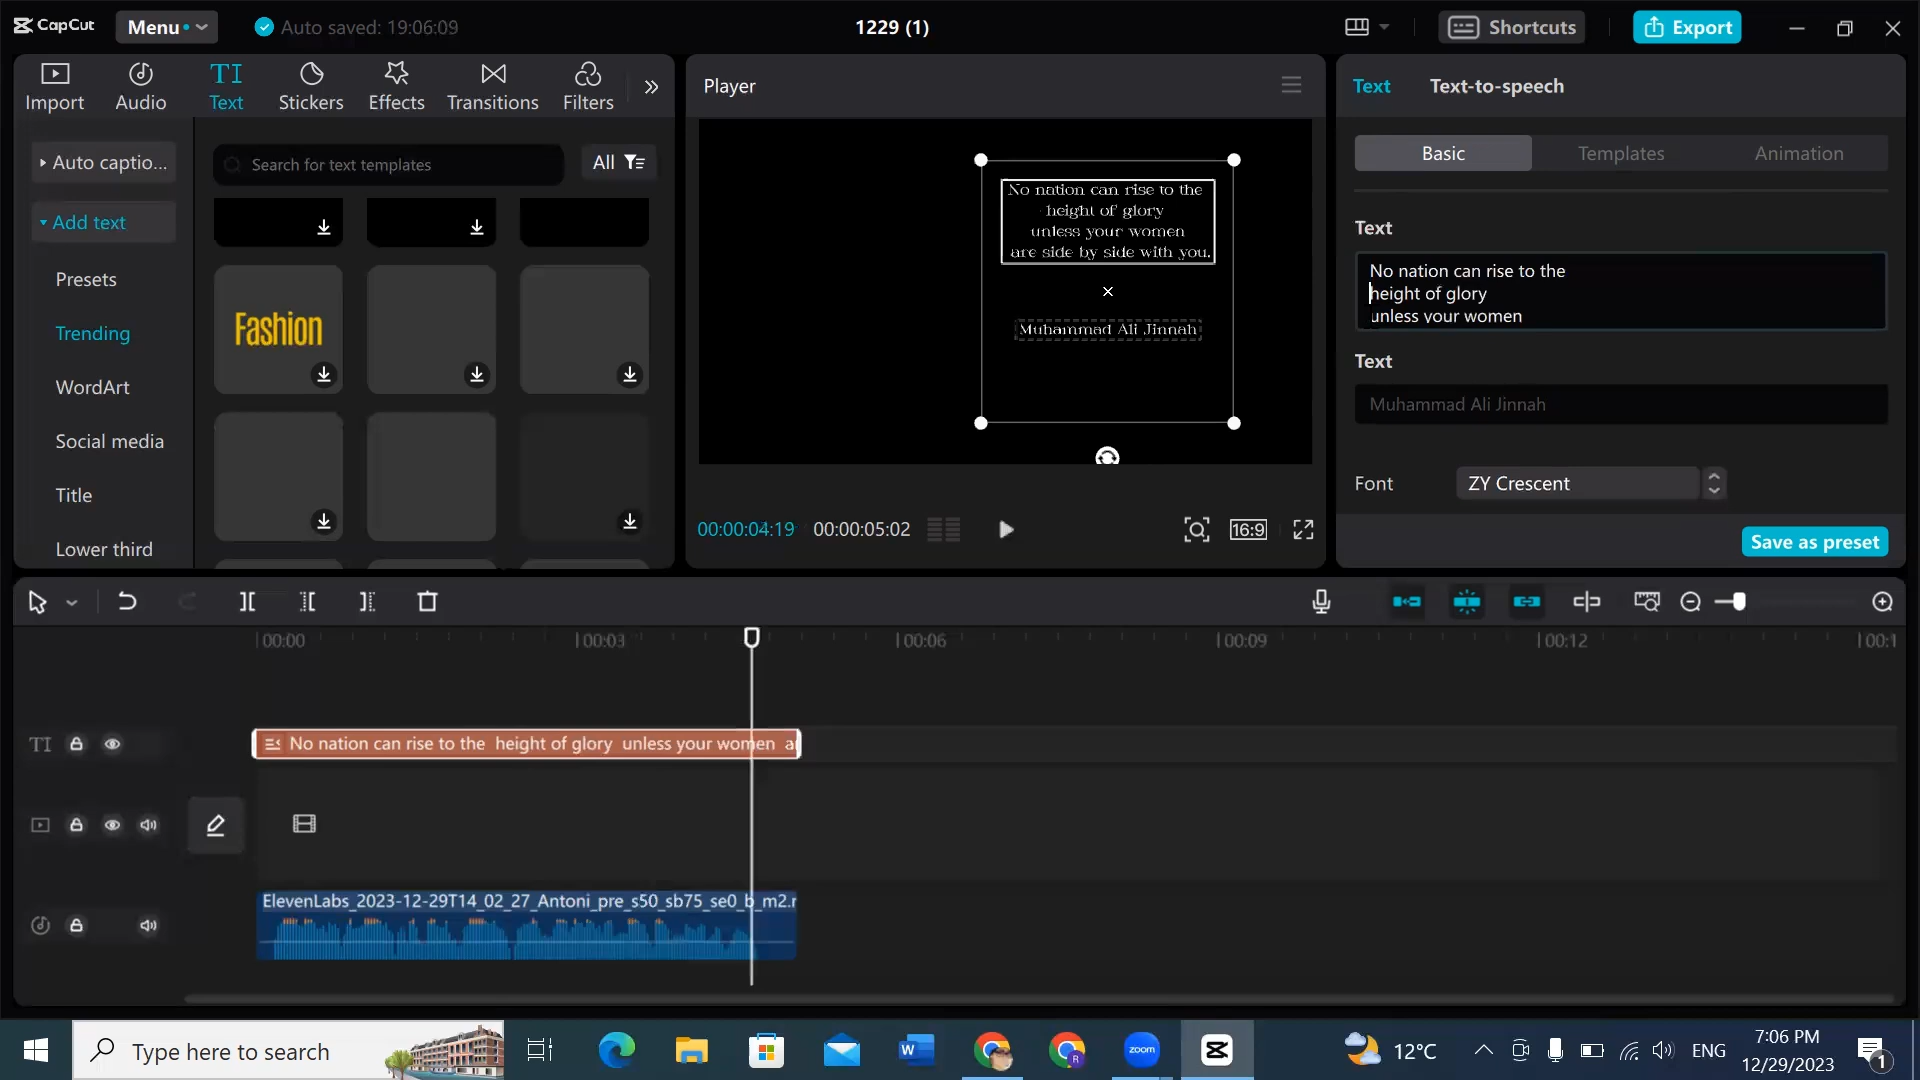 CapCut
Menu
Auto saved: 19:06:09
1229 (1)
Shortcuts
Export
Import
Audio
TI
Text
Stickers
Effects
Transitions
Filters
Auto captio...
Add text
Presets
Trending
WordArt
Social media
Title
Lower third
Search for text templates
All
Fashion
Player
No nation can rise to the
height of glory
unless your women
are side by side with you.
Muhammad Ali Jinnah
00:00:04:19
00:00:05:02
16:9
Text
Text-to-speech
Basic
Templates
Animation
Text
No nation can rise to the
height of glory
unless your women
Text
Muhammad Ali Jinnah
Font
ZY Crescent
Save as preset
00:00
00:03
00:06
00:09
00:12
00:1
TI
No nation can rise to the height of glory unless your women a
ElevenLabs_2023-12-29T14_02_27_Antoni_pre_s50_sb75_se0_b_m2.r
Type here to search
W
zoom
R
12°C
ENG
7:06 PM
12/29/2023
1